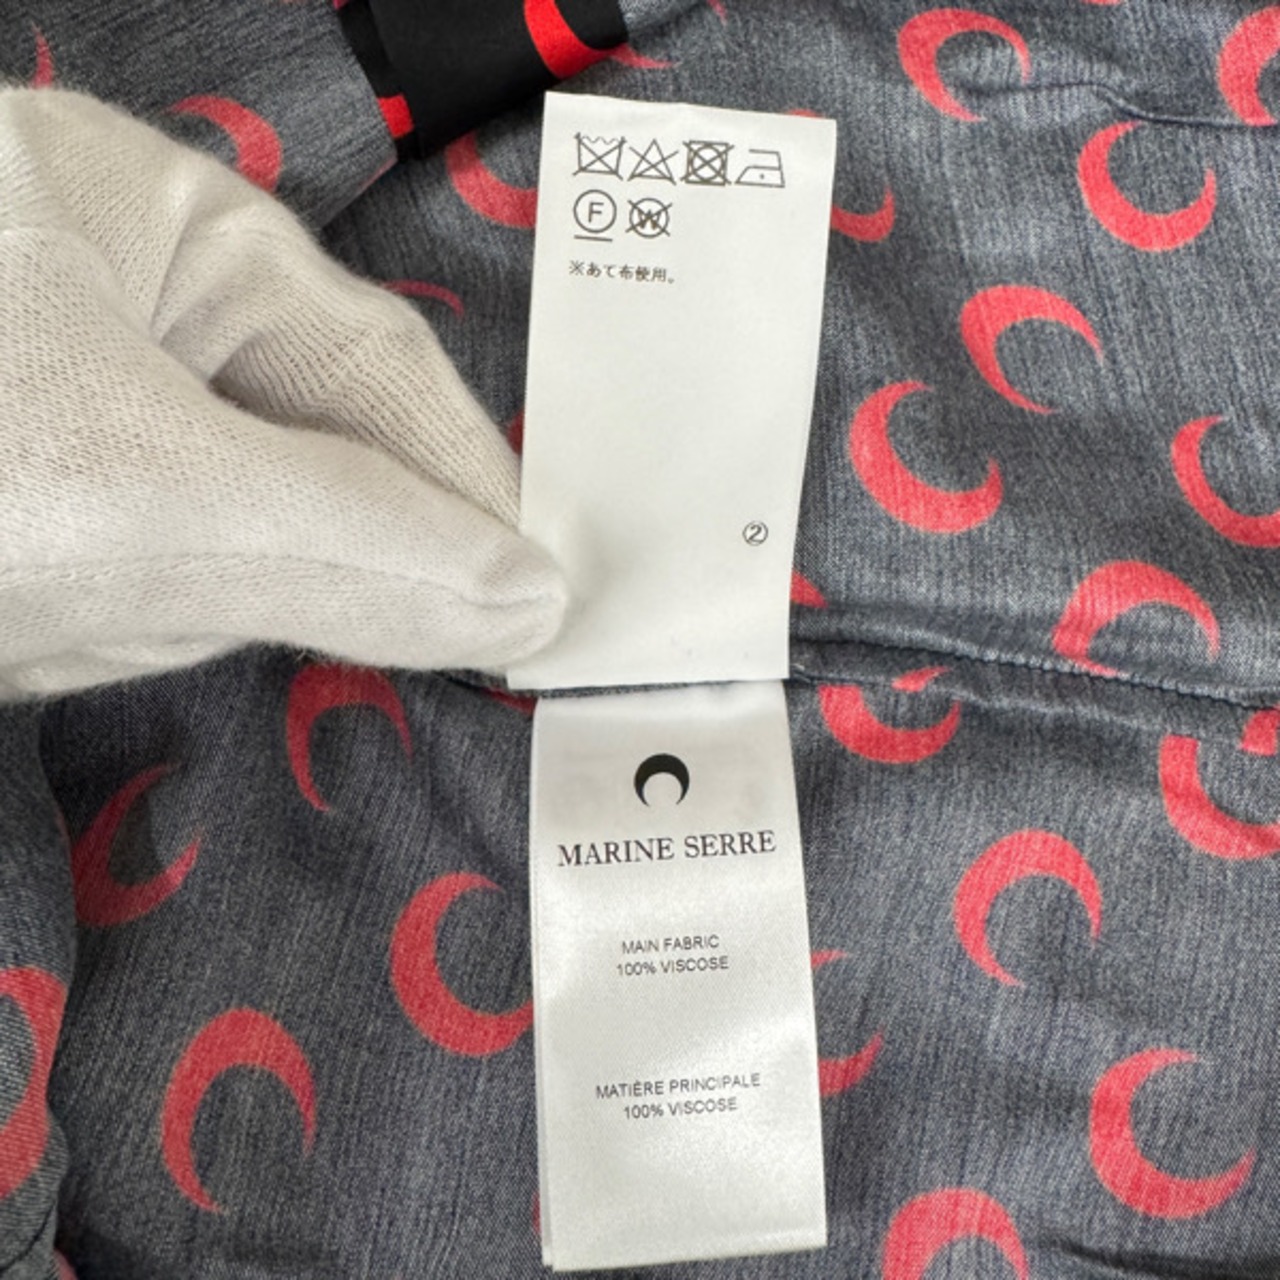 F W
※あて布使用。
②
MARINE SERRE
MAIN FABRIC
100% VISCOSE
MATIÈRE PRINCIPALE
100% VISCOSE